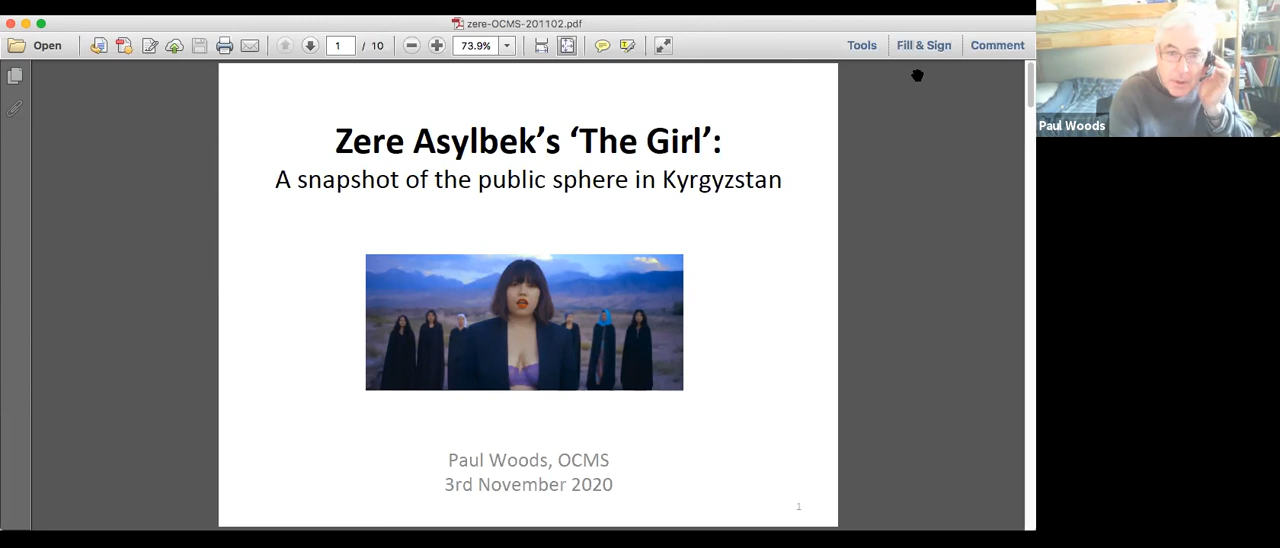 zere-OCMS-201102.pdf
Open
1 / 10
73.9%
Tools
Fill & Sign
Comment
Paul Woods
Zere Asylbek’s ‘The Girl’:
A snapshot of the public sphere in Kyrgyzstan
Paul Woods, OCMS
3rd November 2020
1